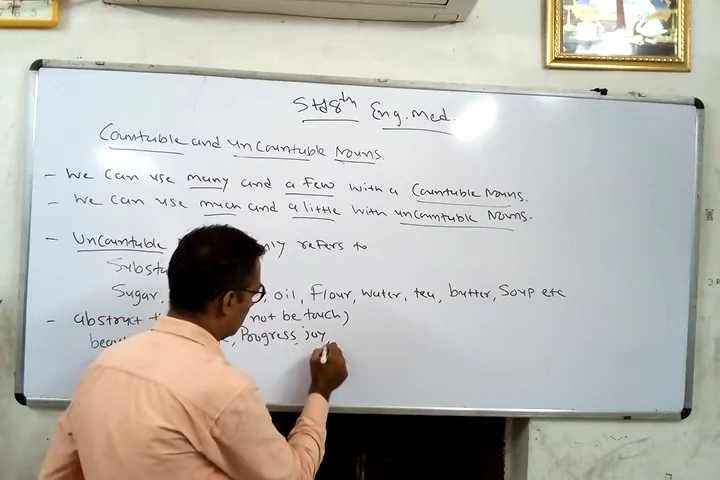 Std 8th Eng. Med.
Countable and uncountable Nouns.
- We can use many and a few with a Countable Nouns.
- We can use much and a little with uncountable Nouns.
- Uncountable refers to
Sugar, oil, Flour, water, tea, butter, Soup etc
- abstract not be touch)
, Progress, joy,